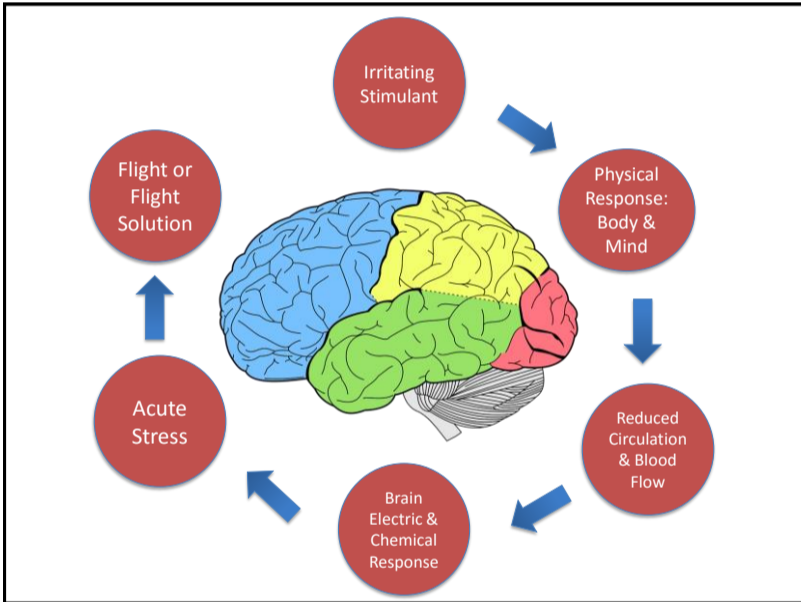 Irritating
Stimulant
Physical
Response:
Body &
Mind
Reduced
Circulation
& Blood
Flow
Brain
Electric &
Chemical
Response
Acute
Stress
Flight or
Flight
Solution